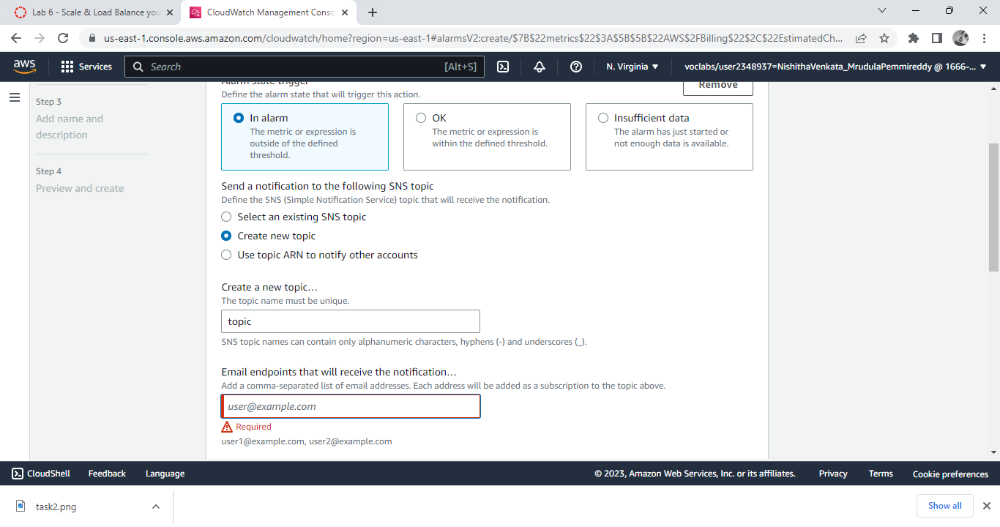 Lab 6 - Scale & Load Balance you
CloudWatch Management Conso
us-east-1.console.aws.amazon.com/cloudwatch/home?region=us-east-1#alarmsV2:create/$7B$22metrics$22$3A$5B$5B$22AWS$2FBilling$22$2C$22EstimatedCh...
aws
Services
Search
[Alt+S]
N. Virginia
voclabs/user2348937=NishithaVenkata_MrudulaPemmireddy @ 1666-...
Step 3
Add name and
description
Step 4
Preview and create
Alarm state trigger
Define the alarm state that will trigger this action.
Remove
In alarm
The metric or expression is
outside of the defined
threshold.
OK
The metric or expression is
within the defined threshold.
Insufficient data
The alarm has just started or
not enough data is available.
Send a notification to the following SNS topic
Define the SNS (Simple Notification Service) topic that will receive the notification.
Select an existing SNS topic
Create new topic
Use topic ARN to notify other accounts
Create a new topic…
The topic name must be unique.
topic
SNS topic names can contain only alphanumeric characters, hyphens (-) and underscores (_).
Email endpoints that will receive the notification…
Add a comma-separated list of email addresses. Each address will be added as a subscription to the topic above.
user@example.com
Required
user1@example.com, user2@example.com
CloudShell
Feedback
Language
© 2023, Amazon Web Services, Inc. or its affiliates.
Privacy
Terms
Cookie preferences
task2.png
Show all